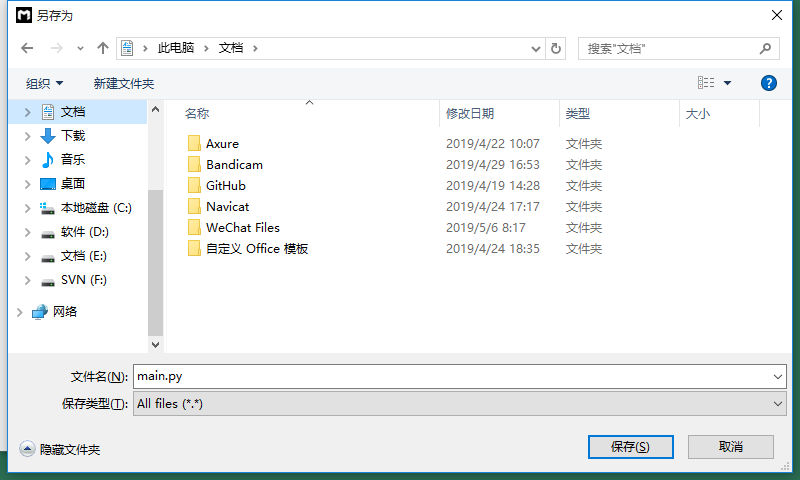 另存为
此电脑 文档
搜索"文档"
组织 新建文件夹
文档
下载
音乐
桌面
本地磁盘 (C:)
软件 (D:)
文档 (E:)
SVN (F:)
网络
名称 修改日期 类型 大小
Axure 2019/4/22 10:07 文件夹
Bandicam 2019/4/29 16:53 文件夹
GitHub 2019/4/19 14:28 文件夹
Navicat 2019/4/24 17:17 文件夹
WeChat Files 2019/5/6 8:17 文件夹
自定义 Office 模板 2019/4/24 18:35 文件夹
文件名(N): main.py
保存类型(T): All files (*.*)
隐藏文件夹 保存(S) 取消